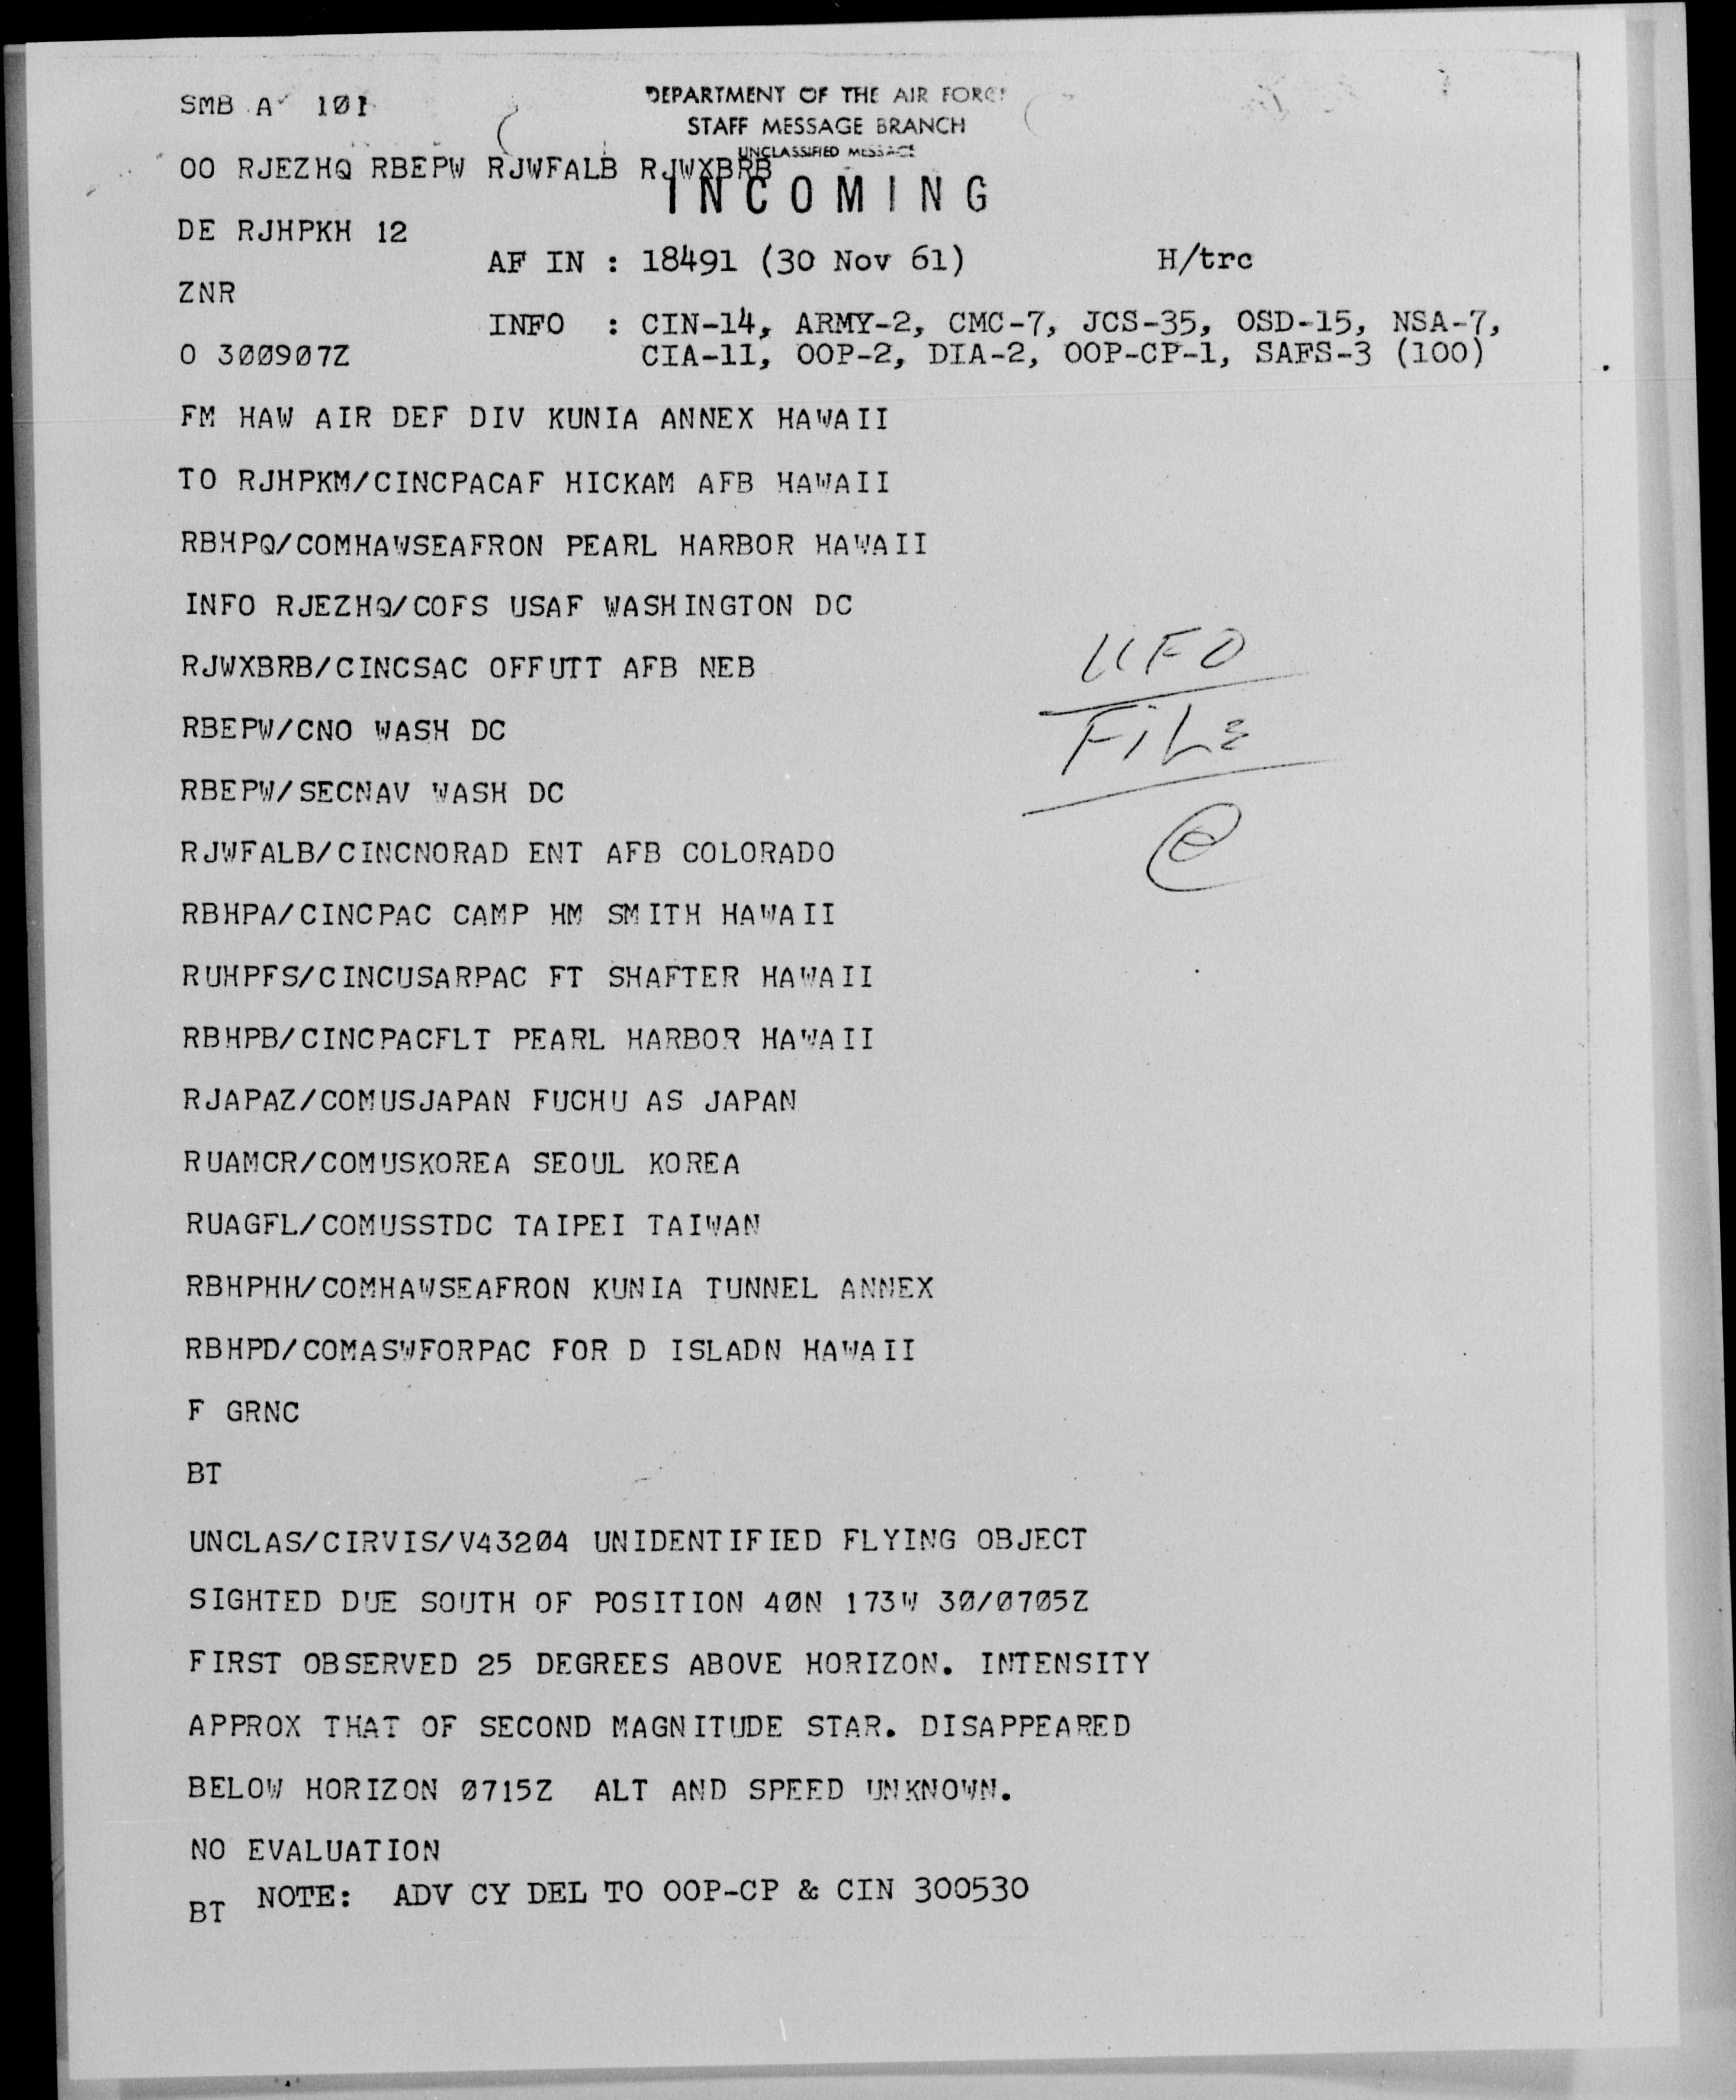 SMB A 101
DEPARTMENT OF THE AIR FORCE
STAFF MESSAGE BRANCH
UNCLASSIFIED MESSAGE
OO RJEZHQ RBEPW RJWFALB RJWXBRB
INCOMING
DE RJHPKH 12
AF IN : 18491 (30 Nov 61) H/trc
ZNR
INFO : CIN-14, ARMY-2, CMC-7, JCS-35, OSD-15, NSA-7,
O 300907Z
CIA-11, OOP-2, DIA-2, OOP-CP-1, SAFS-3 (100)
FM HAW AIR DEF DIV KUNIA ANNEX HAWAII
TO RJHPKM/CINCPACAF HICKAM AFB HAWAII
RBHPQ/COMHAWSEAFRON PEARL HARBOR HAWAII
INFO RJEZHQ/COFS USAF WASHINGTON DC
UFO
RJWXBRB/CINCSAC OFFUTT AFB NEB
RBEPW/CNO WASH DC
FILE
RBEPW/SECNAV WASH DC
RJWFALB/CINCNORAD ENT AFB COLORADO
RBHPA/CINCPAC CAMP HM SMITH HAWAII
RUHPFS/CINCUSARPAC FT SHAFTER HAWAII
RBHPB/CINCPACFLT PEARL HARBOR HAWAII
RJAPAZ/COMUSJAPAN FUCHU AS JAPAN
RUAMCR/COMUSKOREA SEOUL KOREA
RUAGFL/COMUSSTDC TAIPEI TAIWAN
RBHPHH/COMHAWSEAFRON KUNIA TUNNEL ANNEX
RBHPD/COMASWFORPAC FOR D ISLADN HAWAII
F GRNC
BT
UNCLAS/CIRVIS/V43204 UNIDENTIFIED FLYING OBJECT
SIGHTED DUE SOUTH OF POSITION 40N 173W 30/0705Z
FIRST OBSERVED 25 DEGREES ABOVE HORIZON. INTENSITY
APPROX THAT OF SECOND MAGNITUDE STAR. DISAPPEARED
BELOW HORIZON 0715Z ALT AND SPEED UNKNOWN.
NO EVALUATION
NOTE: ADV CY DEL TO OOP-CP & CIN 300530
BT